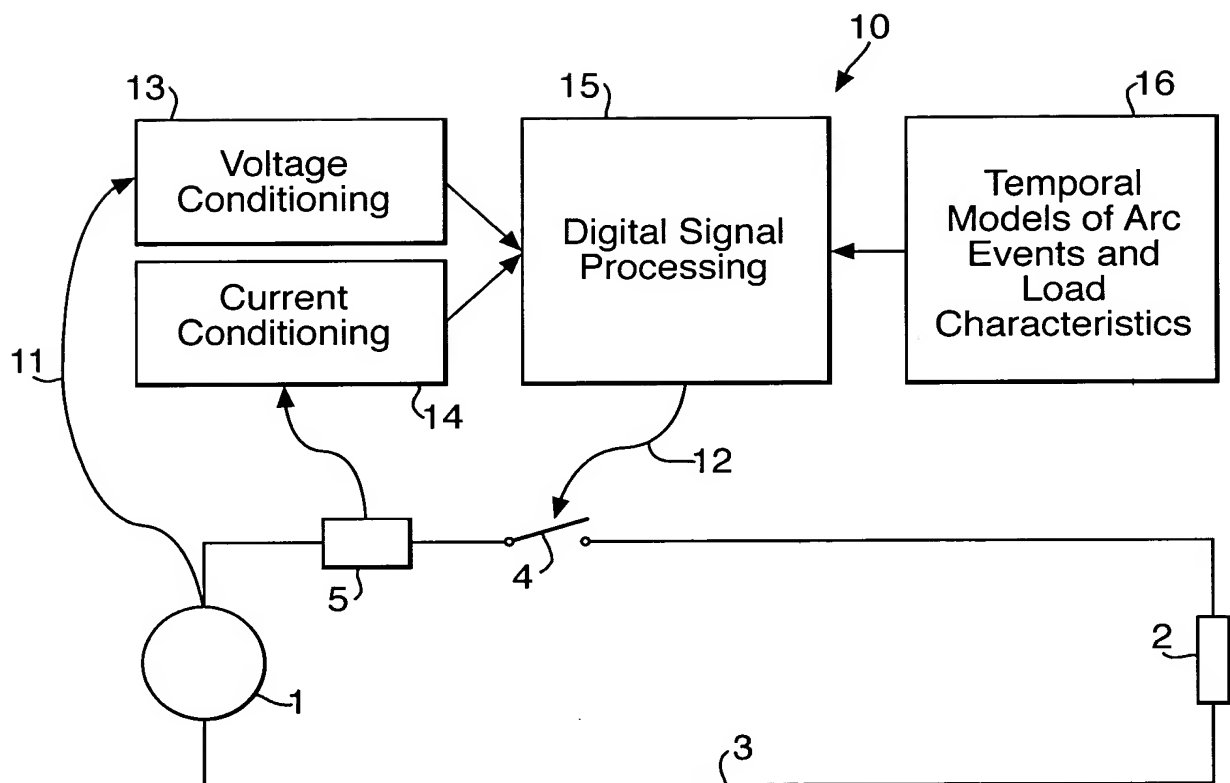 10
13
15
16
Voltage
Conditioning
Digital Signal
Processing
Temporal
Models of Arc
Events and
Load
Characteristics
Current
Conditioning
11
14
12
5
4
2
1
3